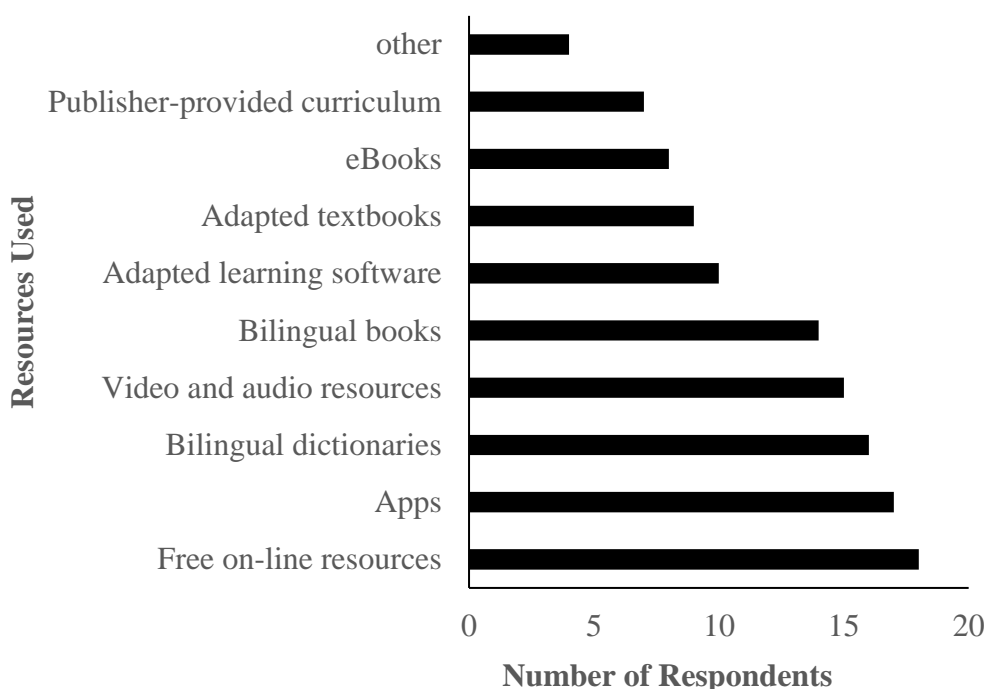 other
Publisher-provided curriculum
eBooks
Adapted textbooks
Adapted learning software
Bilingual books
Video and audio resources
Bilingual dictionaries
Apps
Free on-line resources
Resources Used
0 5 10 15 20
Number of Respondents